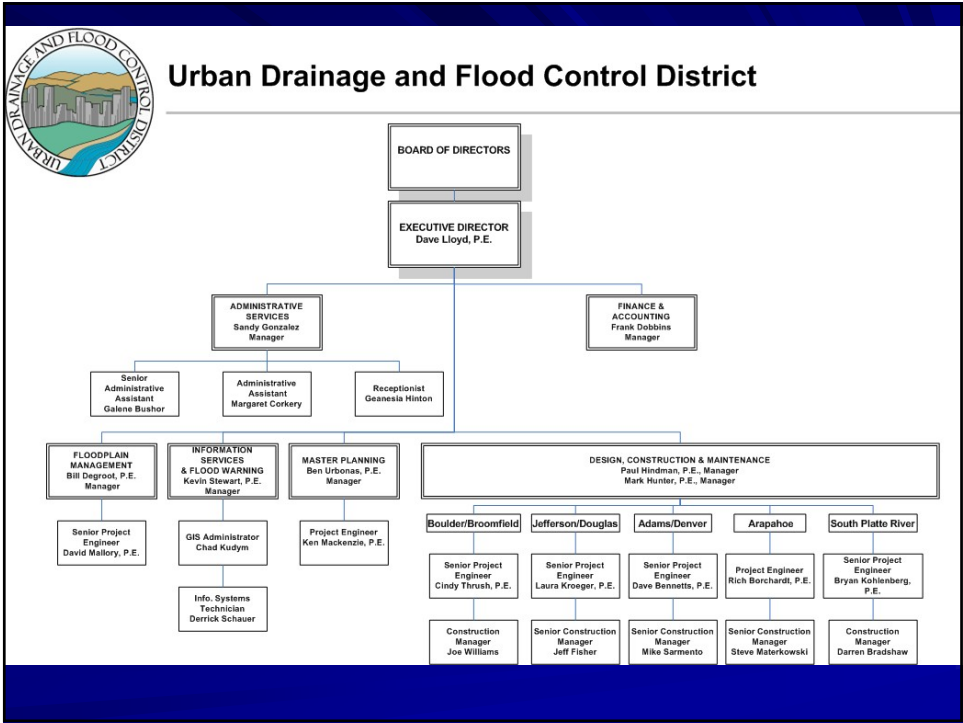 URBAN DRAINAGE AND FLOOD CONTROL DISTRICT
Urban Drainage and Flood Control District
BOARD OF DIRECTORS
EXECUTIVE DIRECTOR
Dave Lloyd, P.E.
ADMINISTRATIVE
SERVICES
Sandy Gonzalez
Manager
FINANCE &
ACCOUNTING
Frank Dobbins
Manager
Senior
Administrative
Assistant
Galene Bushor
Administrative
Assistant
Margaret Corkery
Receptionist
Geanesia Hinton
FLOODPLAIN
MANAGEMENT
Bill Degroot, P.E.
Manager
INFORMATION
SERVICES
& FLOOD WARNING
Kevin Stewart, P.E.
Manager
MASTER PLANNING
Ben Urbonas, P.E.
Manager
DESIGN, CONSTRUCTION & MAINTENANCE
Paul Hindman, P.E., Manager
Mark Hunter, P.E., Manager
Senior Project
Engineer
David Mallory, P.E.
GIS Administrator
Chad Kudym
Info. Systems
Technician
Derrick Schauer
Project Engineer
Ken Mackenzie, P.E.
Boulder/Broomfield
Jefferson/Douglas
Adams/Denver
Arapahoe
South Platte River
Senior Project
Engineer
Cindy Thrush, P.E.
Senior Project
Engineer
Laura Kroeger, P.E.
Senior Project
Engineer
Dave Bennetts, P.E.
Project Engineer
Rich Borchardt, P.E.
Senior Project
Engineer
Bryan Kohlenberg,
P.E.
Construction
Manager
Joe Williams
Senior Construction
Manager
Jeff Fisher
Senior Construction
Manager
Mike Sarmento
Senior Construction
Manager
Steve Materkowski
Construction
Manager
Darren Bradshaw